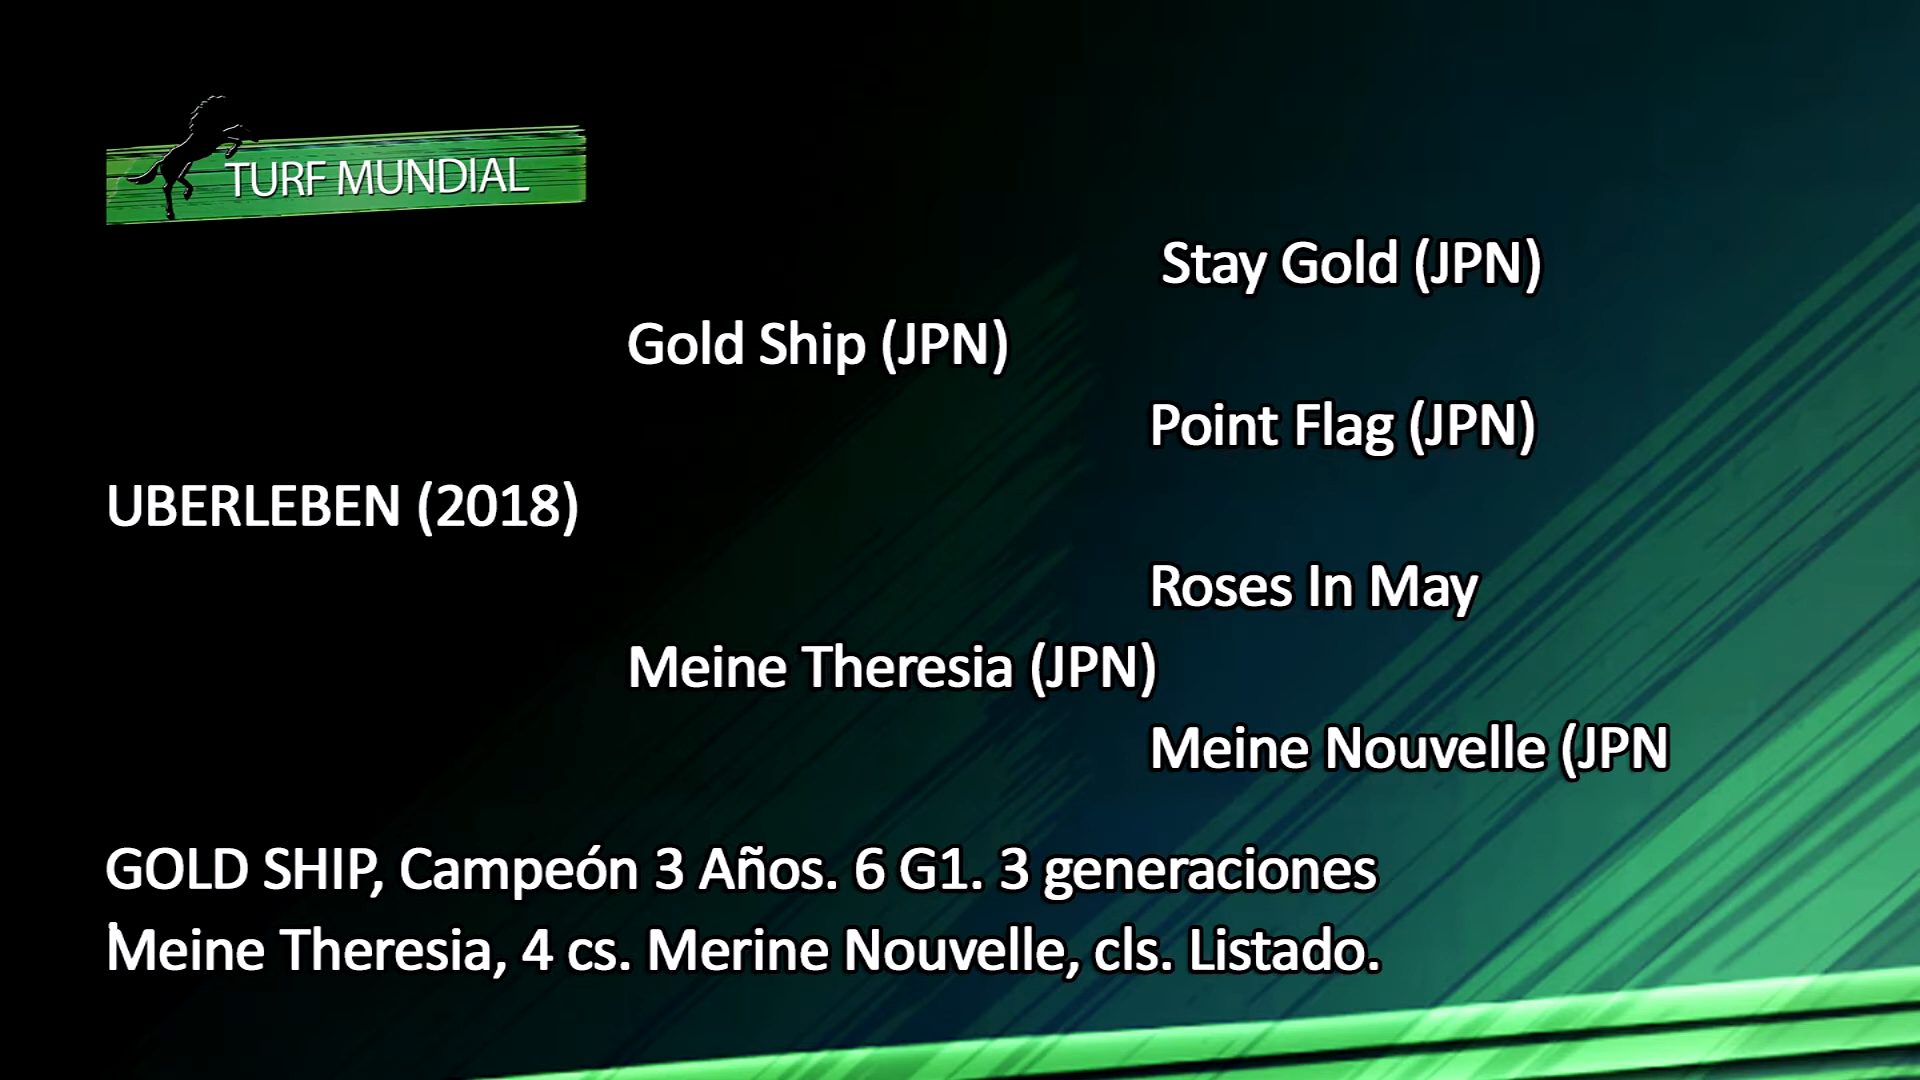 TURF MUNDIAL
Stay Gold (JPN)
Gold Ship (JPN)
Point Flag (JPN)
UBERLEBEN (2018)
Roses In May
Meine Theresia (JPN)
Meine Nouvelle (JPN
GOLD SHIP, Campeón 3 Años. 6 G1. 3 generaciones
Meine Theresia, 4 cs. Merine Nouvelle, cls. Listado.